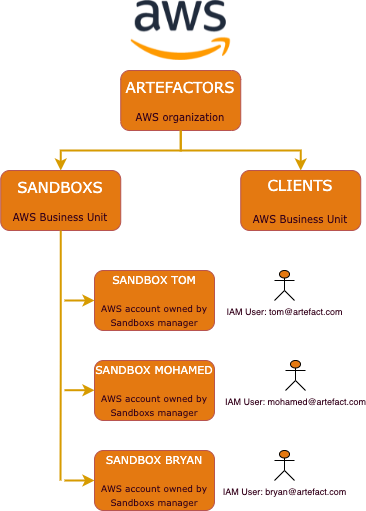 aws
ARTEFACTORS
AWS organization
SANDBOXS
AWS Business Unit
CLIENTS
AWS Business Unit
SANDBOX TOM
AWS account owned by
Sandboxs manager
IAM User: tom@artefact.com
SANDBOX MOHAMED
AWS account owned by
Sandboxs manager
IAM User: mohamed@artefact.com
SANDBOX BRYAN
AWS account owned by
Sandboxs manager
IAM User: bryan@artefact.com